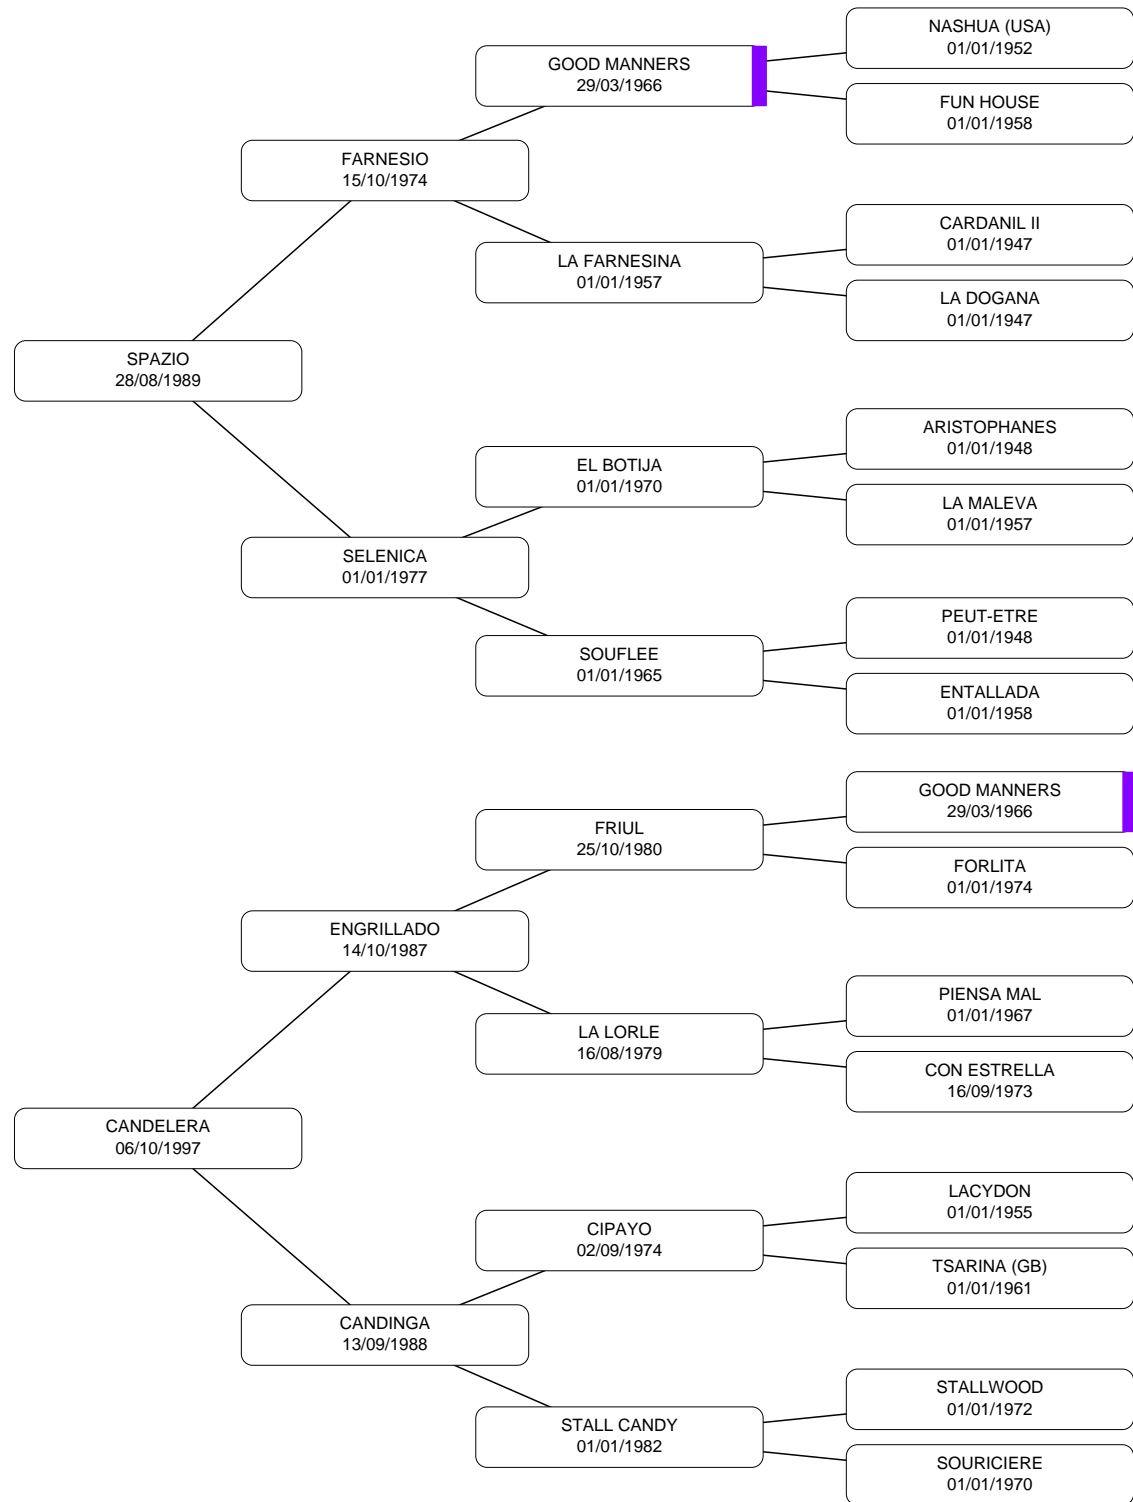 NASHUA (USA)
01/01/1952
GOOD MANNERS
29/03/1966
FUN HOUSE
01/01/1958
FARNESIO
15/10/1974
CARDANIL II
01/01/1947
LA FARNESINA
01/01/1957
LA DOGANA
01/01/1947
SPAZIO
28/08/1989
ARISTOPHANES
01/01/1948
EL BOTIJA
01/01/1970
LA MALEVA
01/01/1957
SELENICA
01/01/1977
PEUT-ETRE
01/01/1948
SOUFLEE
01/01/1965
ENTALLADA
01/01/1958
GOOD MANNERS
29/03/1966
FRIUL
25/10/1980
FORLITA
01/01/1974
ENGRILLADO
14/10/1987
PIENSA MAL
01/01/1967
LA LORLE
16/08/1979
CON ESTRELLA
16/09/1973
CANDELERA
06/10/1997
LACYDON
01/01/1955
CIPAYO
02/09/1974
TSARINA (GB)
01/01/1961
CANDINGA
13/09/1988
STALLWOOD
01/01/1972
STALL CANDY
01/01/1982
SOURICIERE
01/01/1970